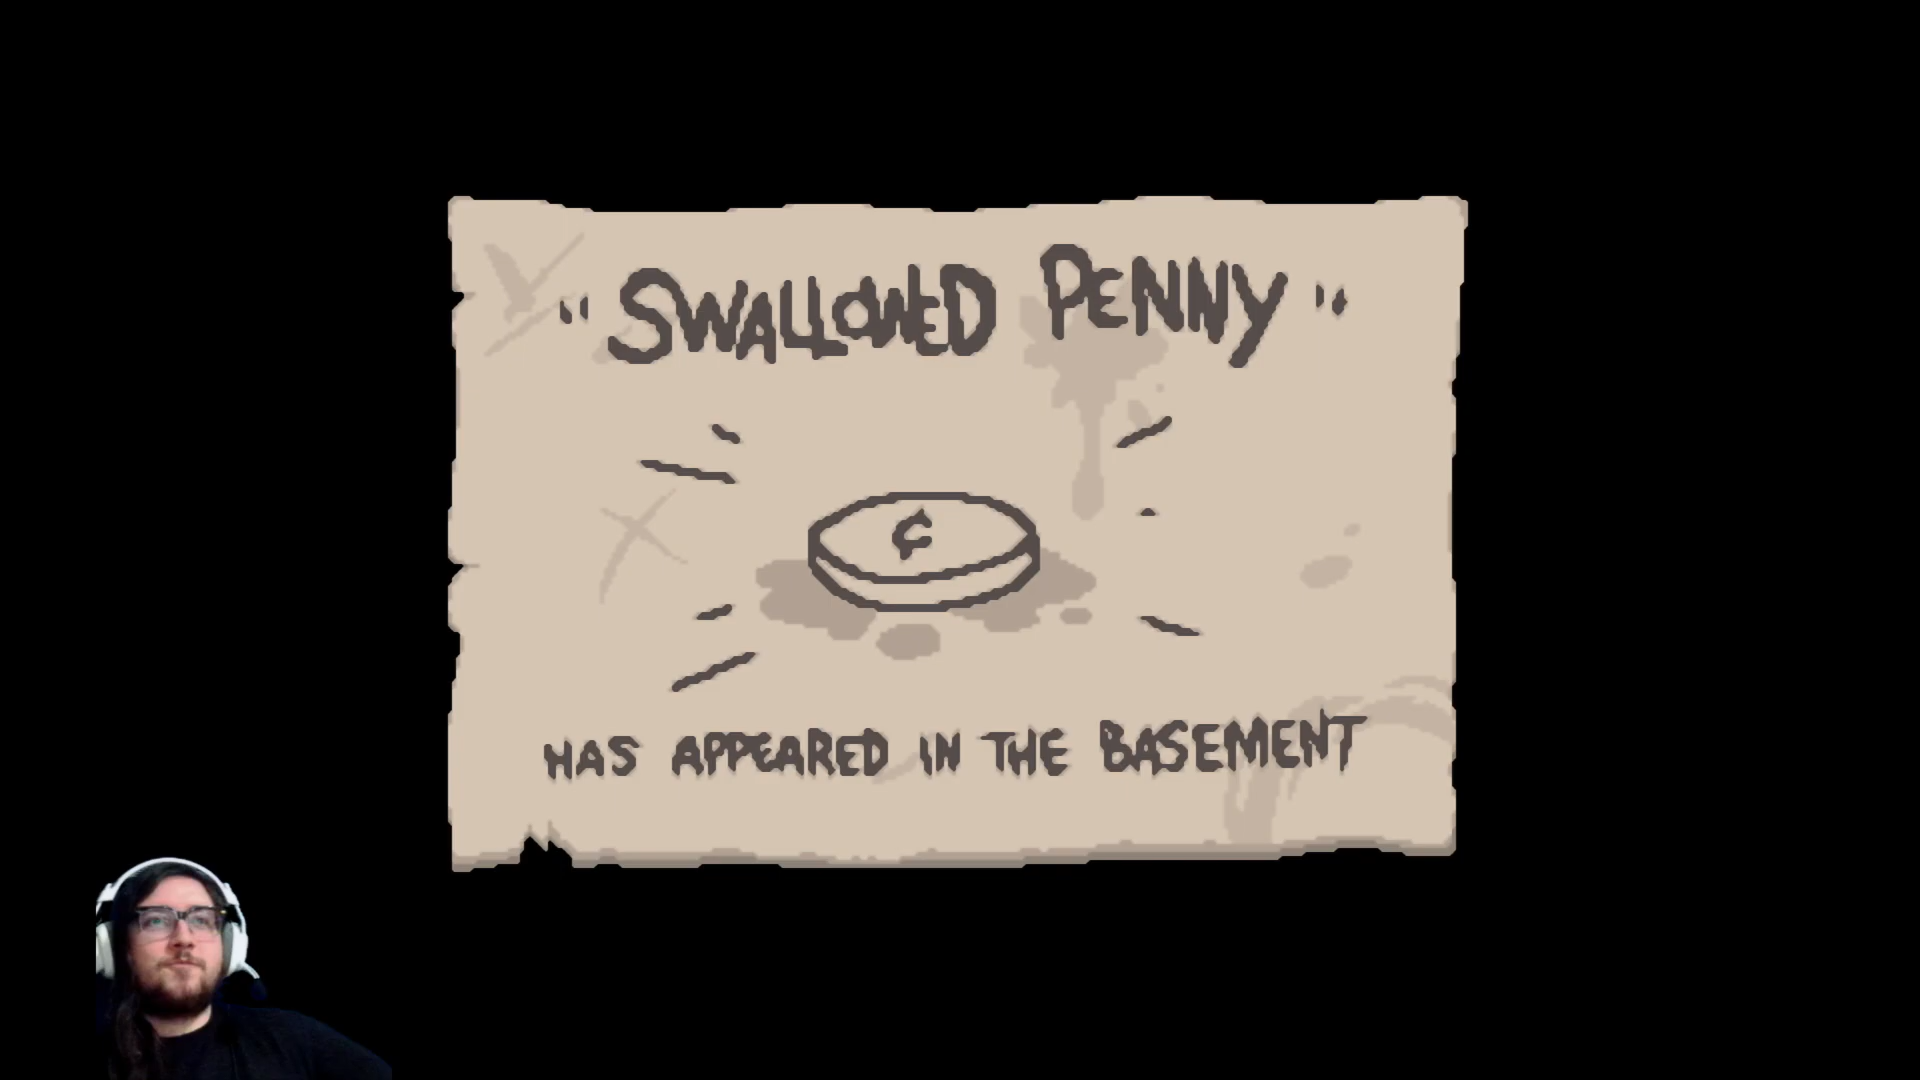 "SWALLOWED PENNY"
¢
HAS APPEARED IN THE BASEMENT